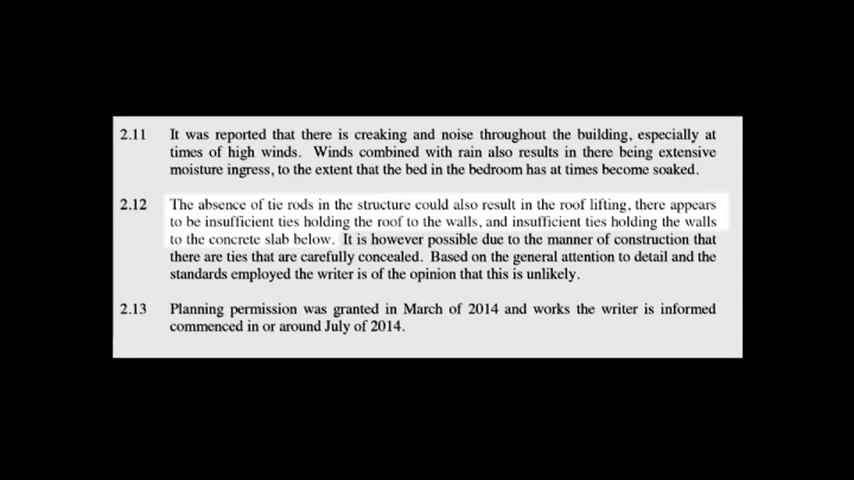 2.11 It was reported that there is creaking and noise throughout the building, especially at
times of high winds. Winds combined with rain also results in there being extensive
moisture ingress, to the extent that the bed in the bedroom has at times become soaked.
2.12 The absence of tie rods in the structure could also result in the roof lifting, there appears
to be insufficient ties holding the roof to the walls, and insufficient ties holding the walls
to the concrete slab below. It is however possible due to the manner of construction that
there are ties that are carefully concealed. Based on the general attention to detail and the
standards employed the writer is of the opinion that this is unlikely.
2.13 Planning permission was granted in March of 2014 and works the writer is informed
commenced in or around July of 2014.